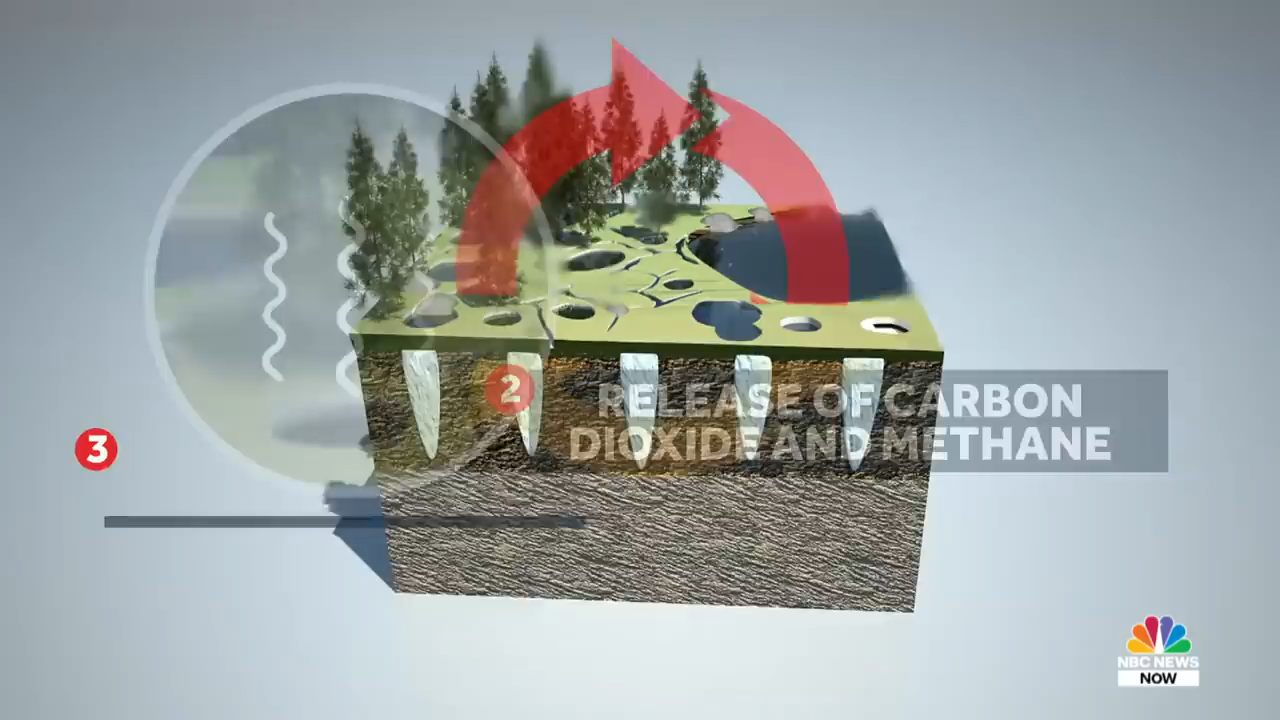 2
RELEASE OF CARBON
DIOXIDE AND METHANE
3
NBC NEWS
NOW